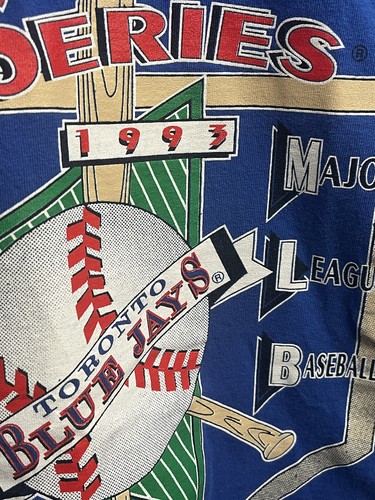 SERIES®
1993
MAJO
LEAGU
BASEBALL
TORONTO
BLUE JAYS®